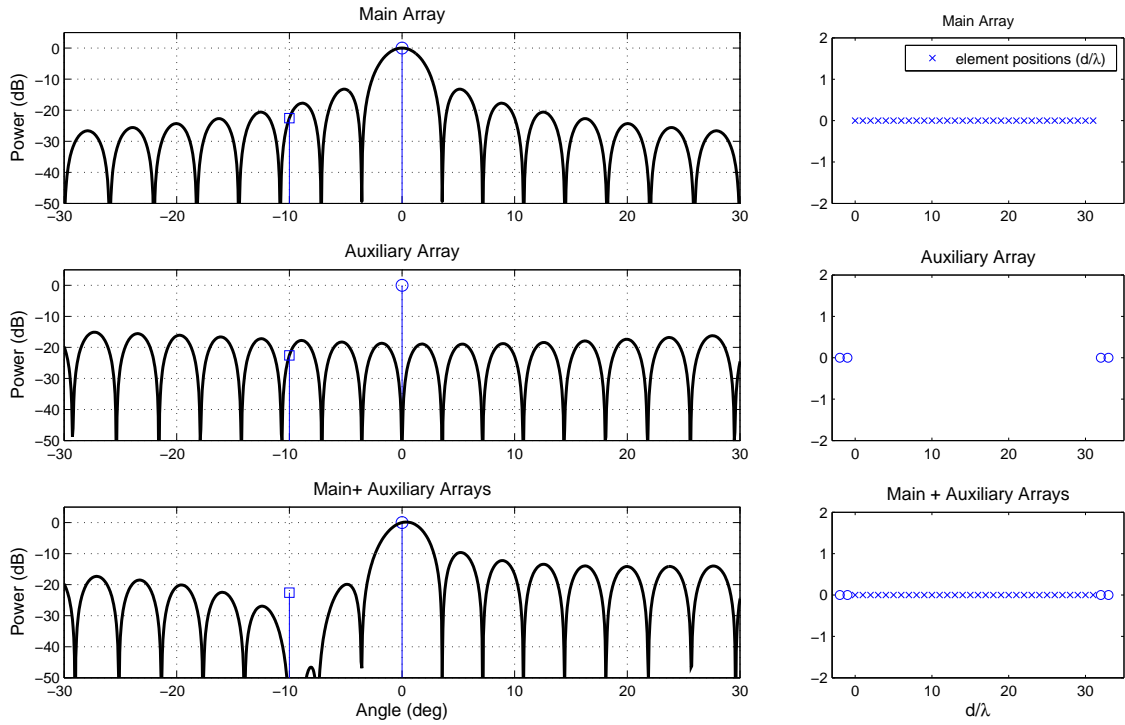 Main Array
Power (dB)
0
−10
−20
−30
−40
−50
−30 −20 −10 0 10 20 30
Main Array
element positions (d/λ)
2
1
0
−1
−2
0 10 20 30
Auxiliary Array
Power (dB)
0
−10
−20
−30
−40
−50
−30 −20 −10 0 10 20 30
Auxiliary Array
2
1
0
−1
−2
0 10 20 30
Main+ Auxiliary Arrays
Power (dB)
0
−10
−20
−30
−40
−50
−30 −20 −10 0 10 20 30
Angle (deg)
Main + Auxiliary Arrays
2
1
0
−1
−2
0 10 20 30
d/λ